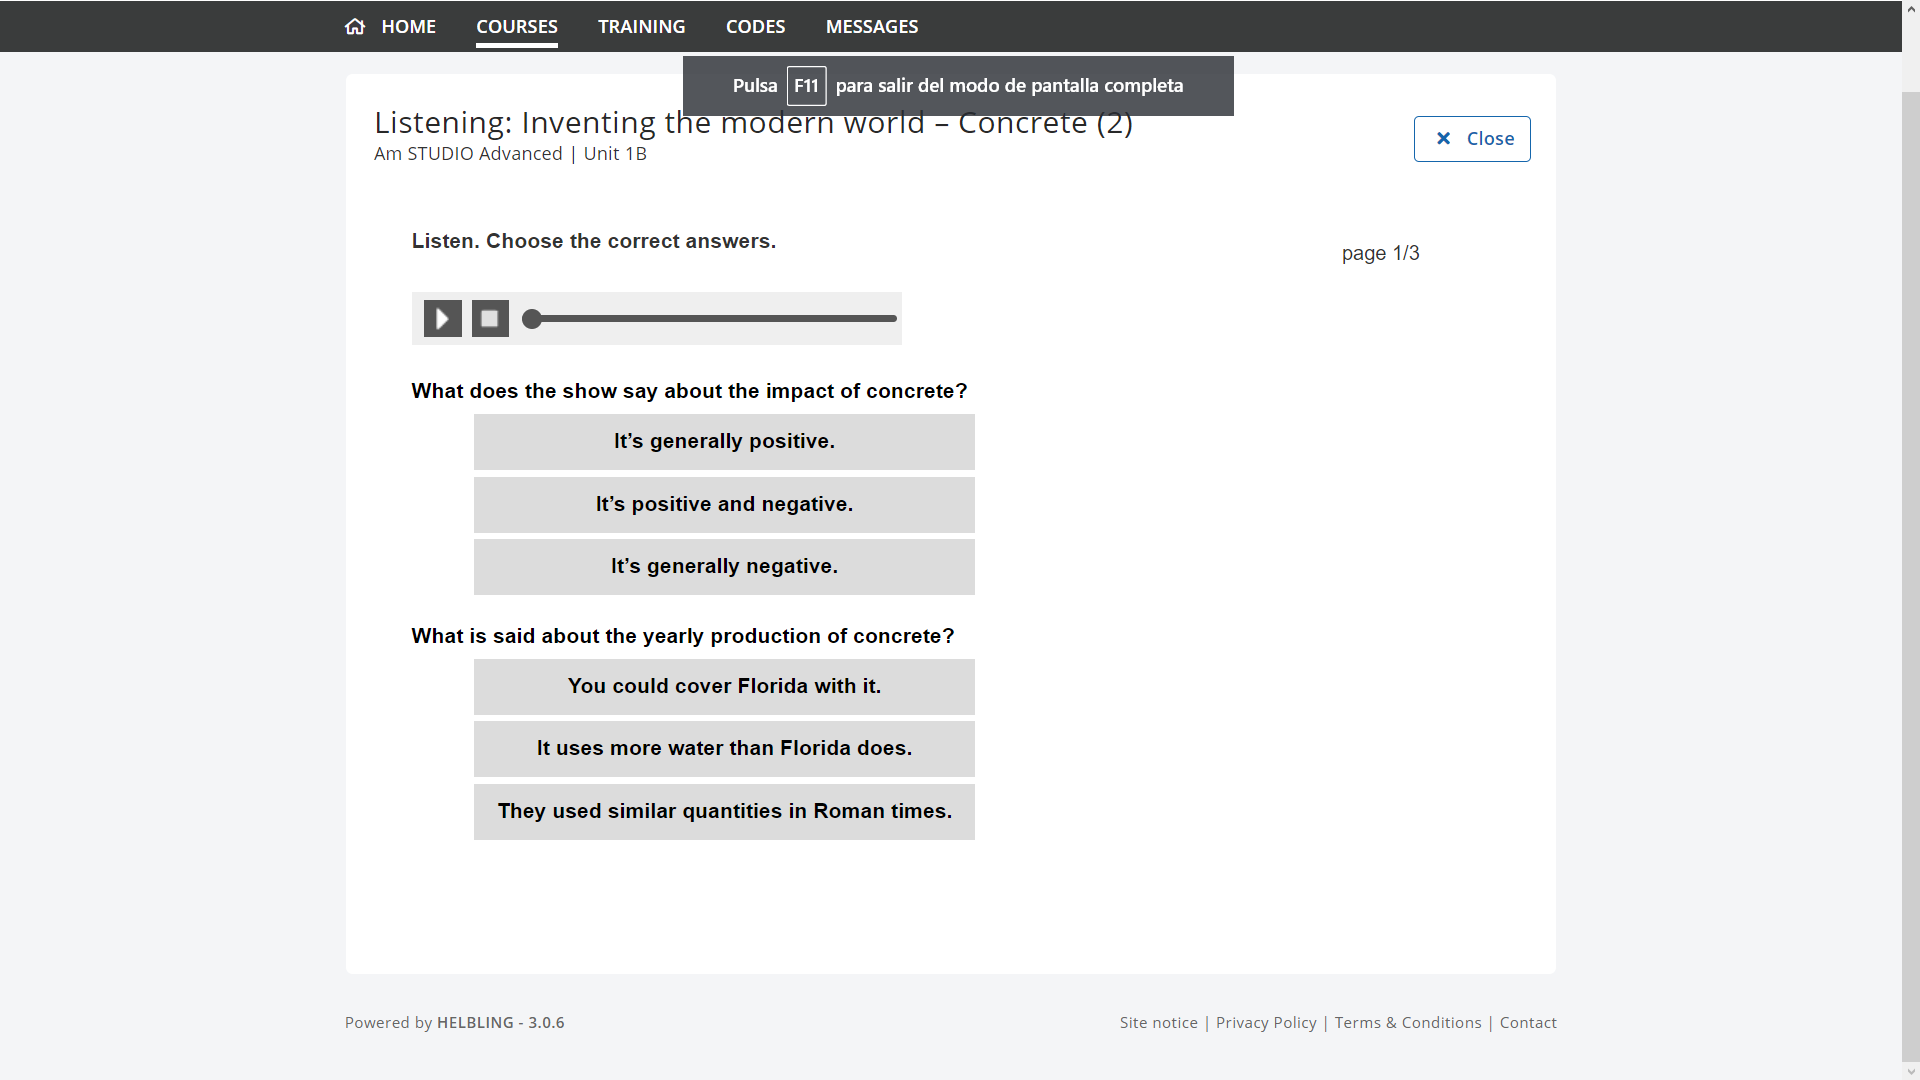 HOME COURSES TRAINING CODES MESSAGES
Pulsa F11 para salir del modo de pantalla completa
Listening: Inventing the modern world – Concrete (2)
Am STUDIO Advanced | Unit 1B
Close
Listen. Choose the correct answers.
page 1/3
What does the show say about the impact of concrete?
It’s generally positive.
It’s positive and negative.
It’s generally negative.
What is said about the yearly production of concrete?
You could cover Florida with it.
It uses more water than Florida does.
They used similar quantities in Roman times.
Powered by HELBLING - 3.0.6
Site notice | Privacy Policy | Terms & Conditions | Contact